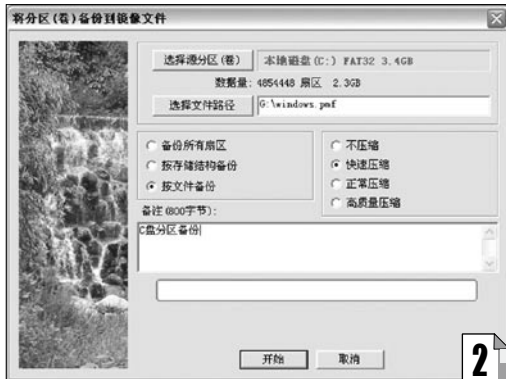 将分区(卷)备份到镜像文件
选择源分区(卷) 本地磁盘(C:) FAT32 3.4GB
数据量: 4854448 扇区 2.3GB
选择文件路径 G:\windows.pmf
备份所有扇区
按存储结构备份
按文件备份
不压缩
快速压缩
正常压缩
高质量压缩
备注(800字节):
C盘分区备份
开始 取消
2